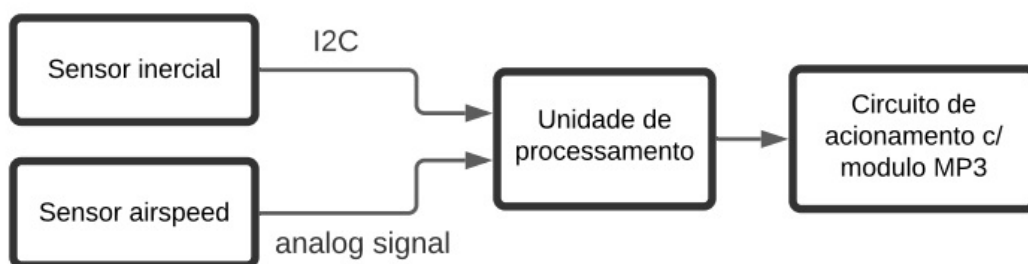 I2C
Sensor inercial
Unidade de
processamento
Circuito de
acionamento c/
modulo MP3
Sensor airspeed
analog signal